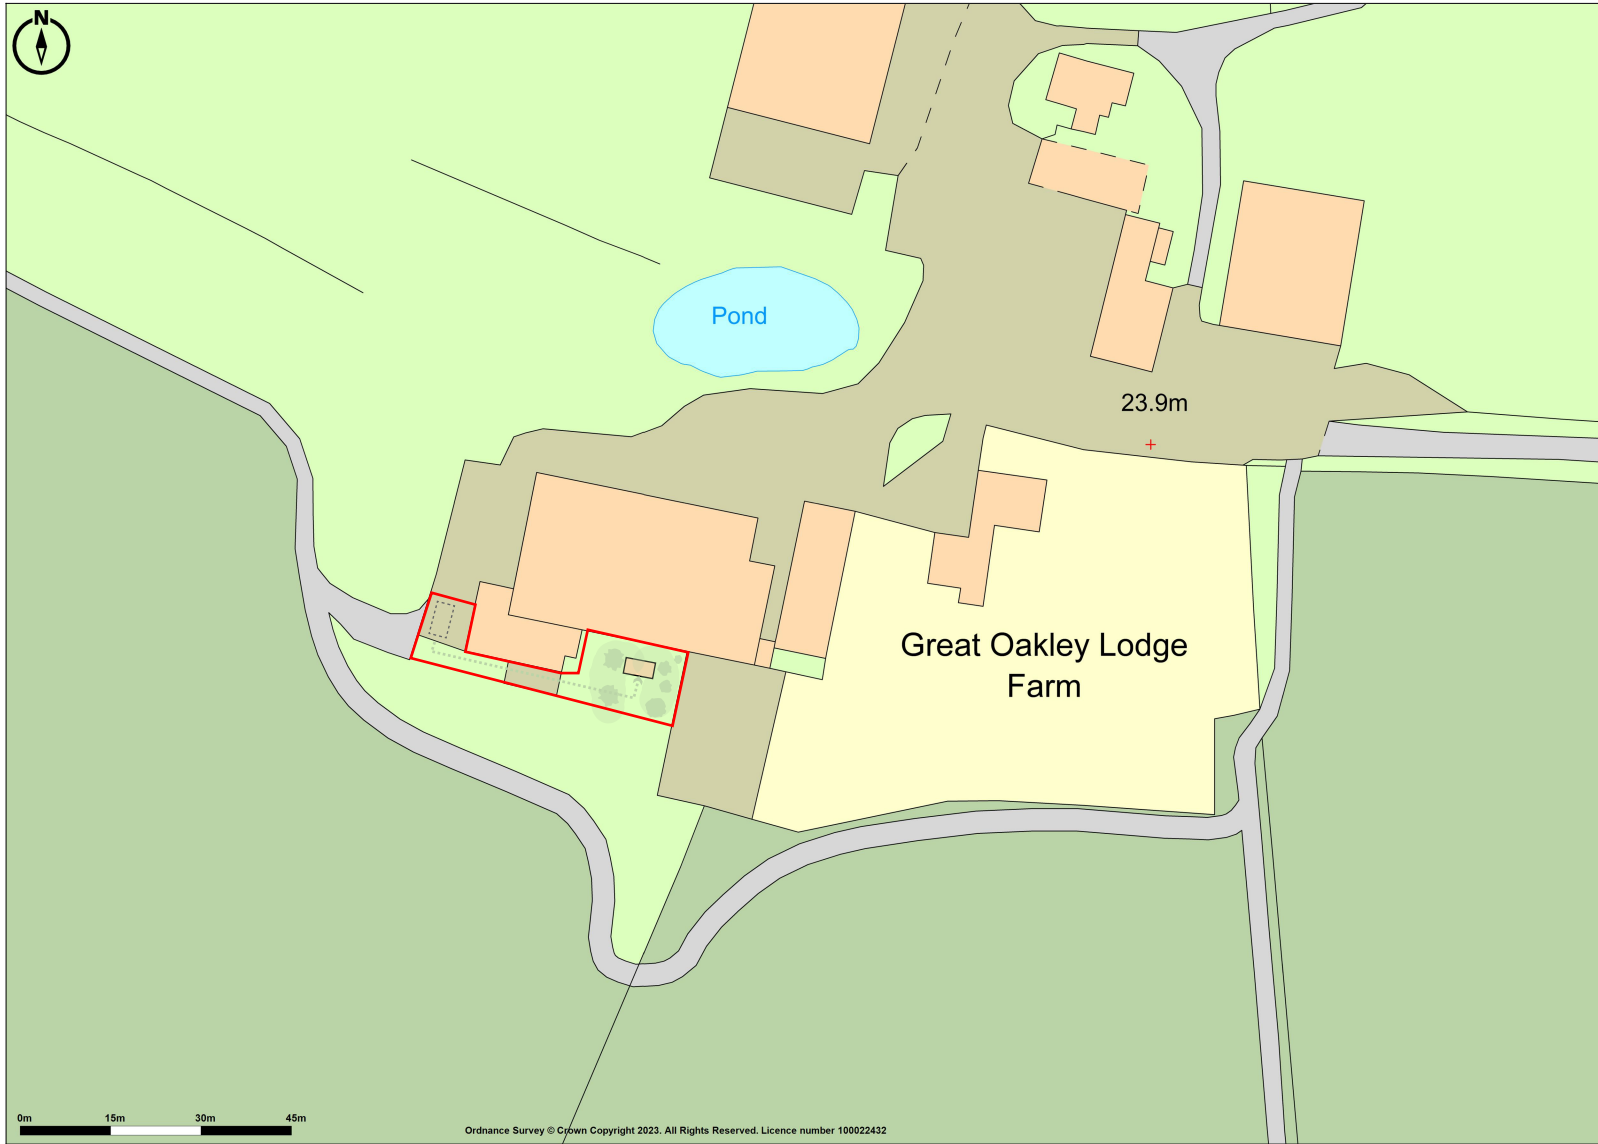 N
Pond
23.9m
Great Oakley Lodge
Farm
0m 15m 30m 45m
Ordnance Survey © Crown Copyright 2023. All Rights Reserved. Licence number 100022432